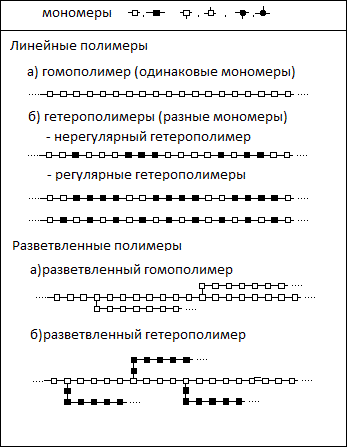 мономеры
Линейные полимеры
а) гомополимер (одинаковые мономеры)
б) гетерополимеры (разные мономеры)
- нерегулярный гетерополимер
- регулярные гетерополимеры
Разветвленные полимеры
а)разветвленный гомополимер
б)разветвленный гетерополимер